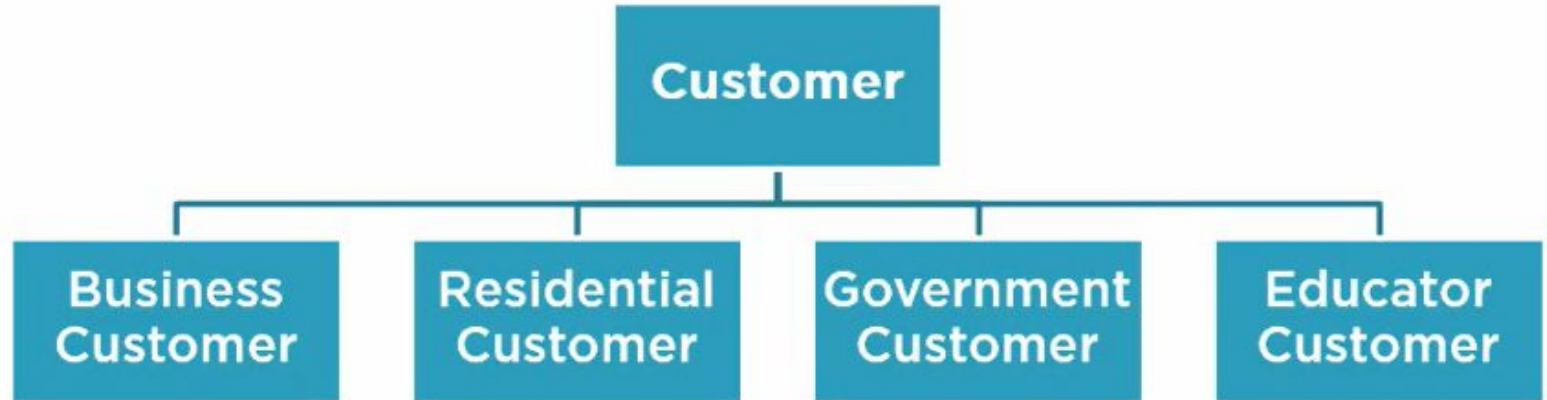 Customer
Business
Customer
Residential
Customer
Government
Customer
Educator
Customer